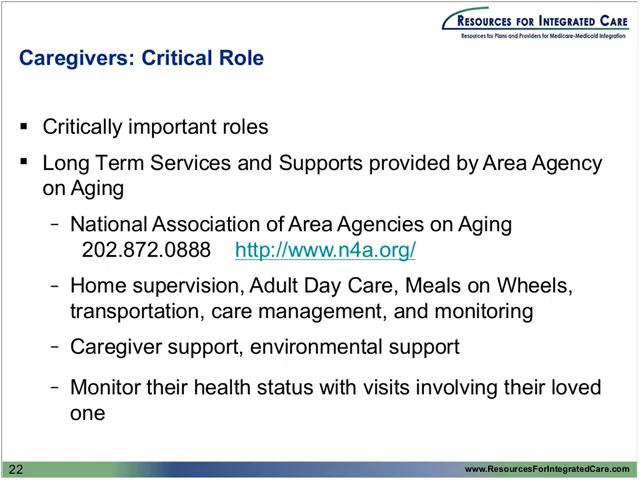 RESOURCES FOR INTEGRATED CARE
Resources for Plans and Providers for Medicare-Medicaid Integration
Caregivers: Critical Role
▪ Critically important roles
▪ Long Term Services and Supports provided by Area Agency
on Aging
– National Association of Area Agencies on Aging
202.872.0888 http://www.n4a.org/
– Home supervision, Adult Day Care, Meals on Wheels,
transportation, care management, and monitoring
– Caregiver support, environmental support
– Monitor their health status with visits involving their loved
one
22
www.ResourcesForIntegratedCare.com